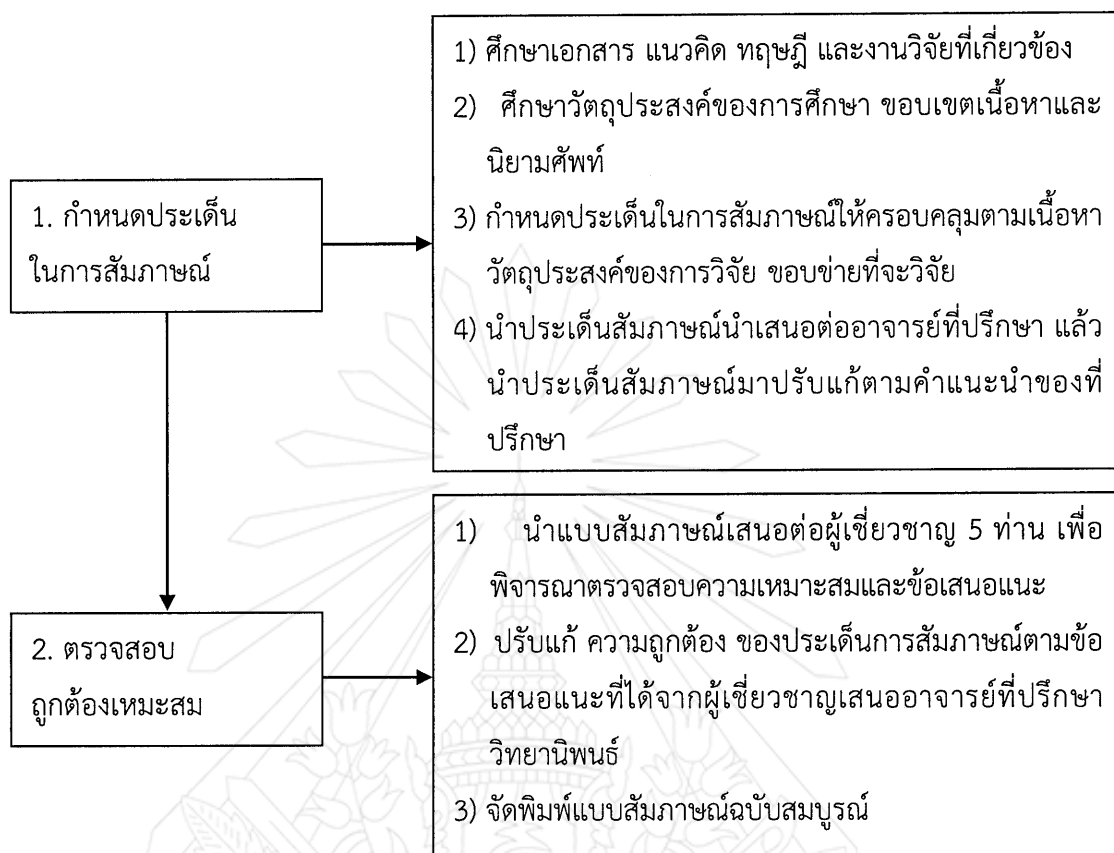 1. กำหนดประเด็น
ในการสัมภาษณ์
1) ศึกษาเอกสาร แนวคิด ทฤษฎี และงานวิจัยที่เกี่ยวข้อง
2) ศึกษาวัตถุประสงค์ของการศึกษา ขอบเขตเนื้อหาและ
นิยามศัพท์
3) กำหนดประเด็นในการสัมภาษณ์ให้ครอบคลุมตามเนื้อหา
วัตถุประสงค์ของการวิจัย ขอบข่ายที่จะวิจัย
4) นำประเด็นสัมภาษณ์นำเสนอต่ออาจารย์ที่ปรึกษา แล้ว
นำประเด็นสัมภาษณ์มาปรับแก้ตามคำแนะนำของที่
ปรึกษา
2. ตรวจสอบ
ถูกต้องเหมะสม
1) นำแบบสัมภาษณ์เสนอต่อผู้เชี่ยวชาญ 5 ท่าน เพื่อ
พิจารณาตรวจสอบความเหมาะสมและข้อเสนอแนะ
2) ปรับแก้ ความถูกต้อง ของประเด็นการสัมภาษณ์ตามข้อ
เสนอแนะที่ได้จากผู้เชี่ยวชาญเสนออาจารย์ที่ปรึกษา
วิทยานิพนธ์
3) จัดพิมพ์แบบสัมภาษณ์ฉบับสมบูรณ์